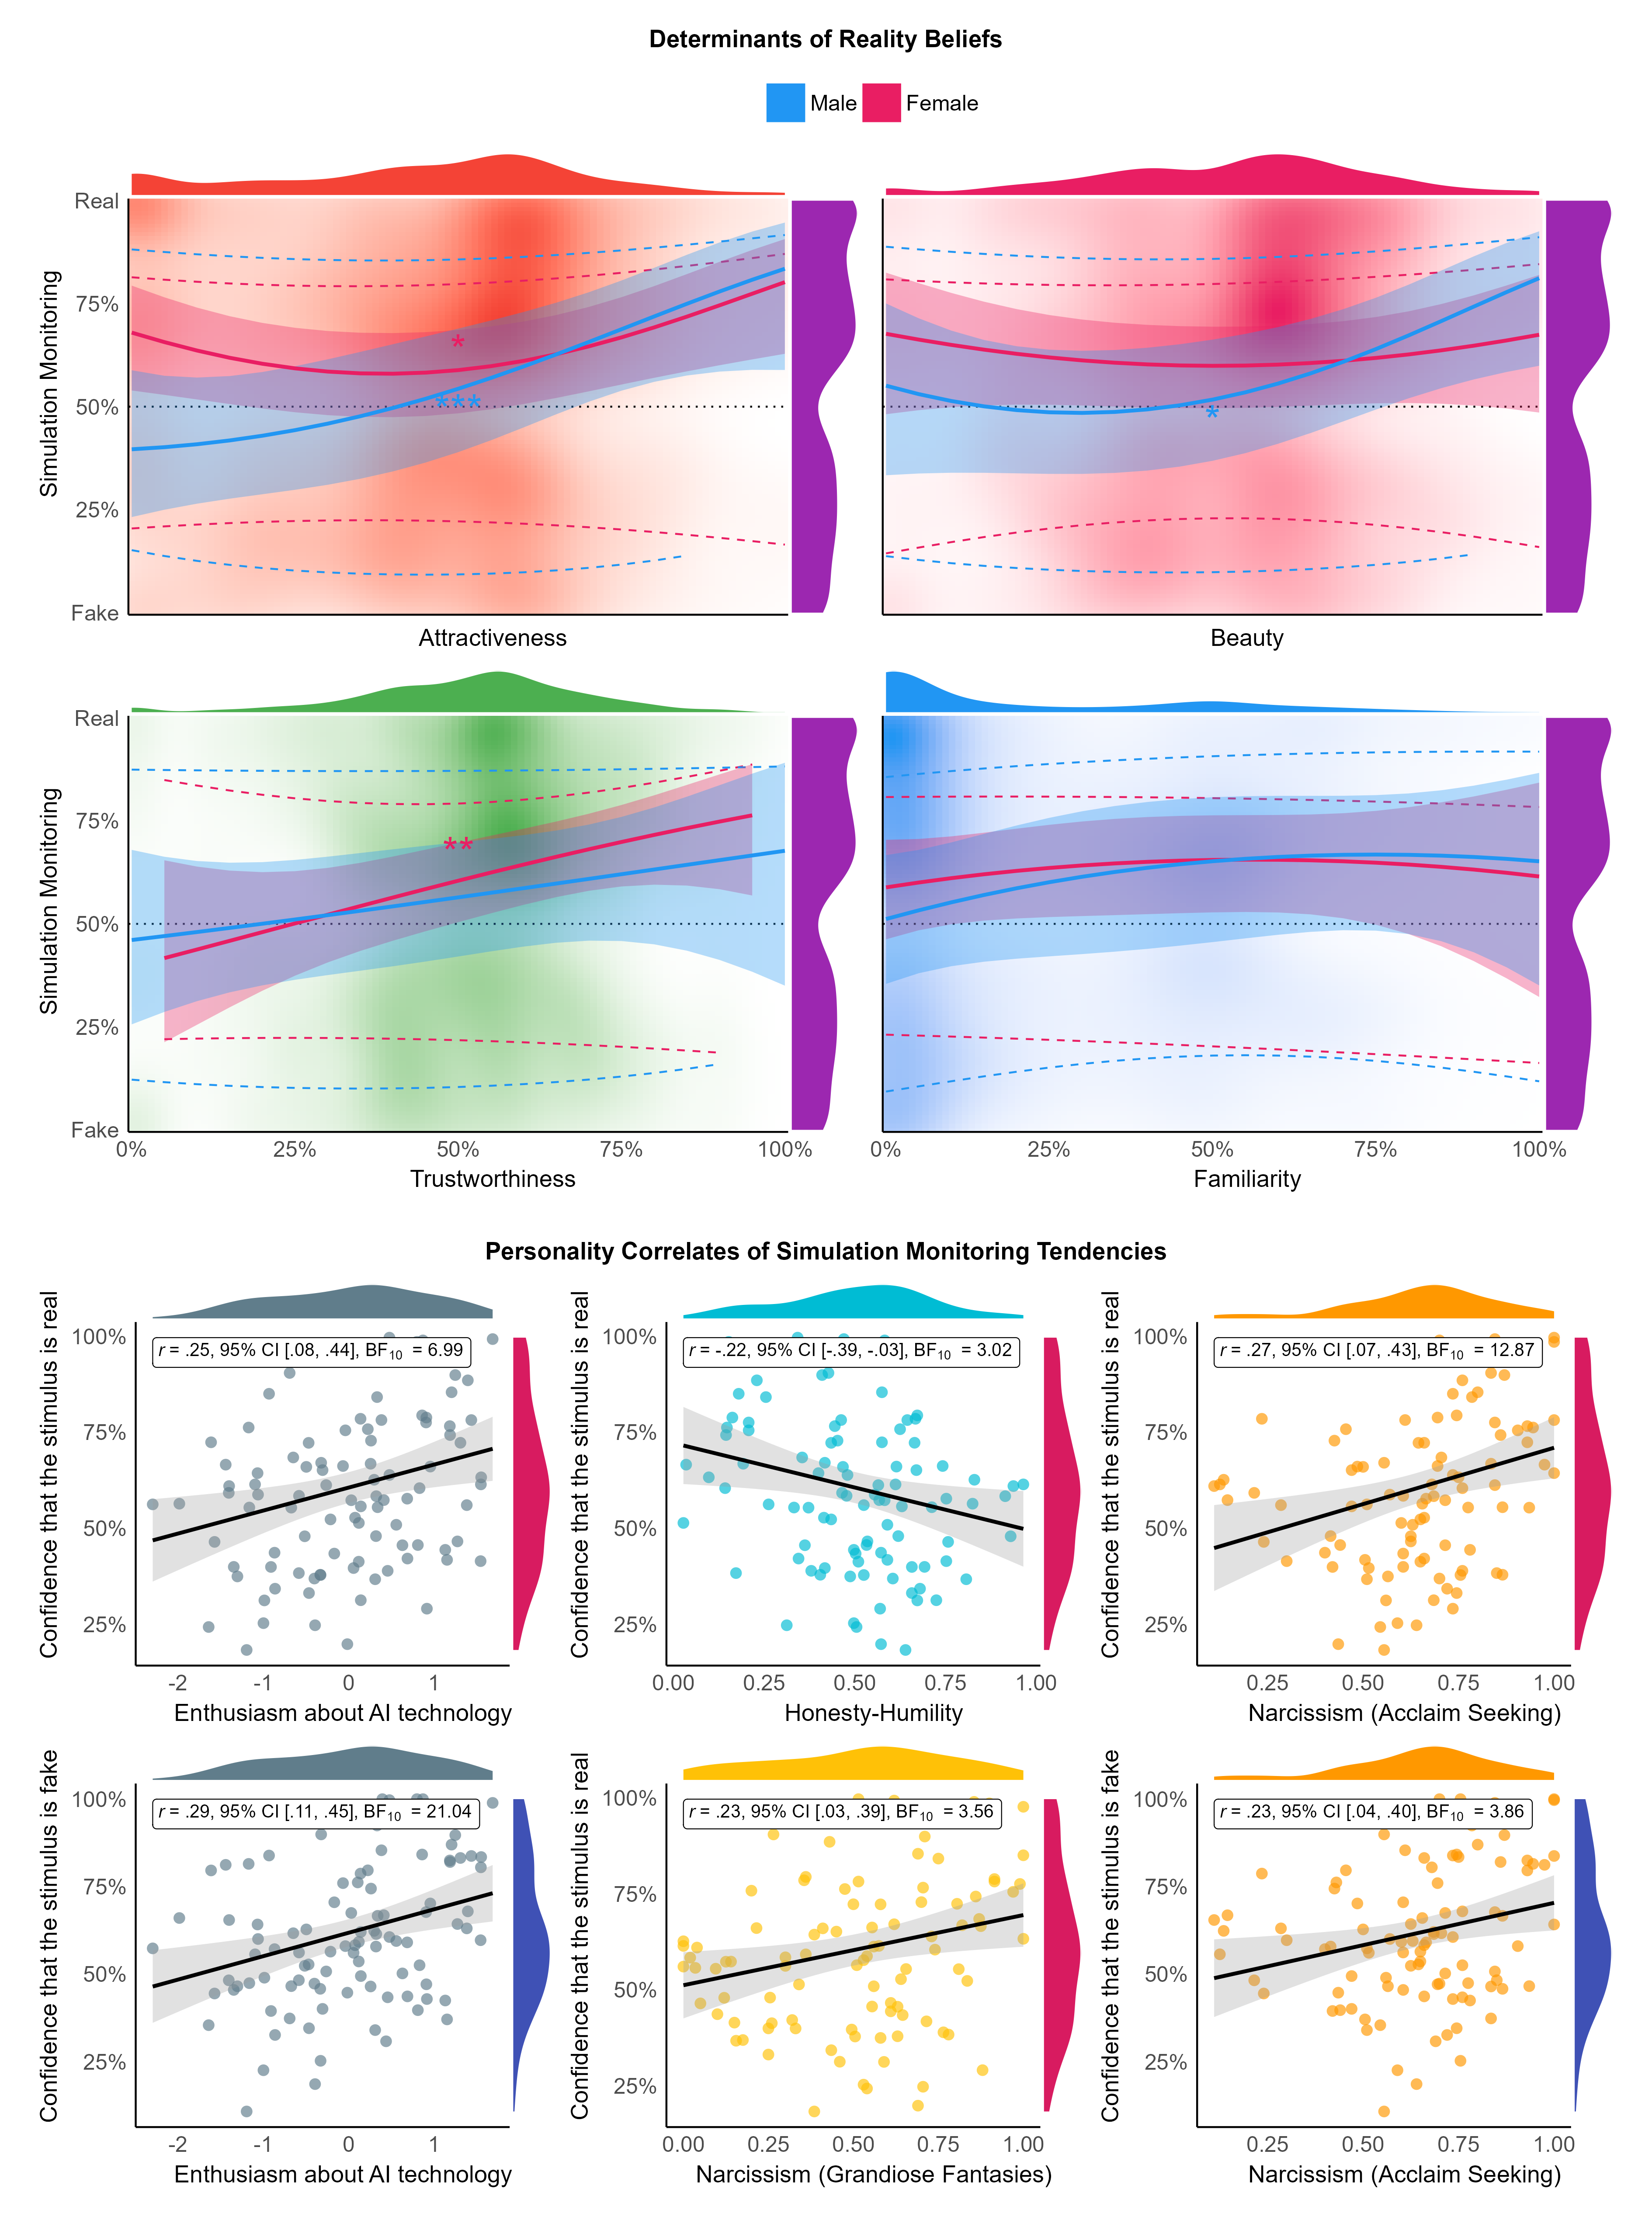 Determinants of Reality Beliefs
Male Female
Simulation Monitoring
Real
75%
50%
25%
Fake
*
***
Attractiveness
*
Beauty
Simulation Monitoring
Real
75%
50%
25%
Fake
**
0% 25% 50% 75% 100%
Trustworthiness
0% 25% 50% 75% 100%
Familiarity
Personality Correlates of Simulation Monitoring Tendencies
Confidence that the stimulus is real
100%
75%
50%
25%
r = .25, 95% CI [.08, .44], BF10 = 6.99
-2 -1 0 1
Enthusiasm about AI technology
Confidence that the stimulus is real
100%
75%
50%
25%
r = -.22, 95% CI [-.39, -.03], BF10 = 3.02
0.00 0.25 0.50 0.75 1.00
Honesty-Humility
Confidence that the stimulus is real
100%
75%
50%
25%
r = .27, 95% CI [.07, .43], BF10 = 12.87
0.25 0.50 0.75 1.00
Narcissism (Acclaim Seeking)
Confidence that the stimulus is fake
100%
75%
50%
25%
r = .29, 95% CI [.11, .45], BF10 = 21.04
-2 -1 0 1
Enthusiasm about AI technology
Confidence that the stimulus is real
100%
75%
50%
25%
r = .23, 95% CI [.03, .39], BF10 = 3.56
0.00 0.25 0.50 0.75 1.00
Narcissism (Grandiose Fantasies)
Confidence that the stimulus is fake
100%
75%
50%
25%
r = .23, 95% CI [.04, .40], BF10 = 3.86
0.25 0.50 0.75 1.00
Narcissism (Acclaim Seeking)